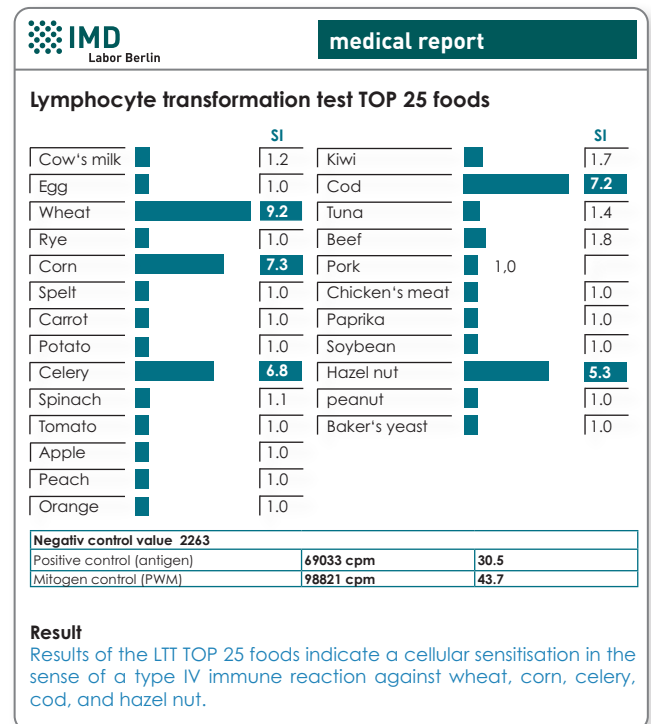 IMD
Labor Berlin
medical report
Lymphocyte transformation test TOP 25 foods
SI
Cow's milk 1.2
Egg 1.0
Wheat 9.2
Rye 1.0
Corn 7.3
Spelt 1.0
Carrot 1.0
Potato 1.0
Celery 6.8
Spinach 1.1
Tomato 1.0
Apple 1.0
Peach 1.0
Orange 1.0
SI
Kiwi 1.7
Cod 7.2
Tuna 1.4
Beef 1.8
Pork 1,0
Chicken's meat 1.0
Paprika 1.0
Soybean 1.0
Hazel nut 5.3
peanut 1.0
Baker's yeast 1.0
Negativ control value 2263
Positive control (antigen) 69033 cpm 30.5
Mitogen control (PWM) 98821 cpm 43.7
Result
Results of the LTT TOP 25 foods indicate a cellular sensitisation in the
sense of a type IV immune reaction against wheat, corn, celery,
cod, and hazel nut.